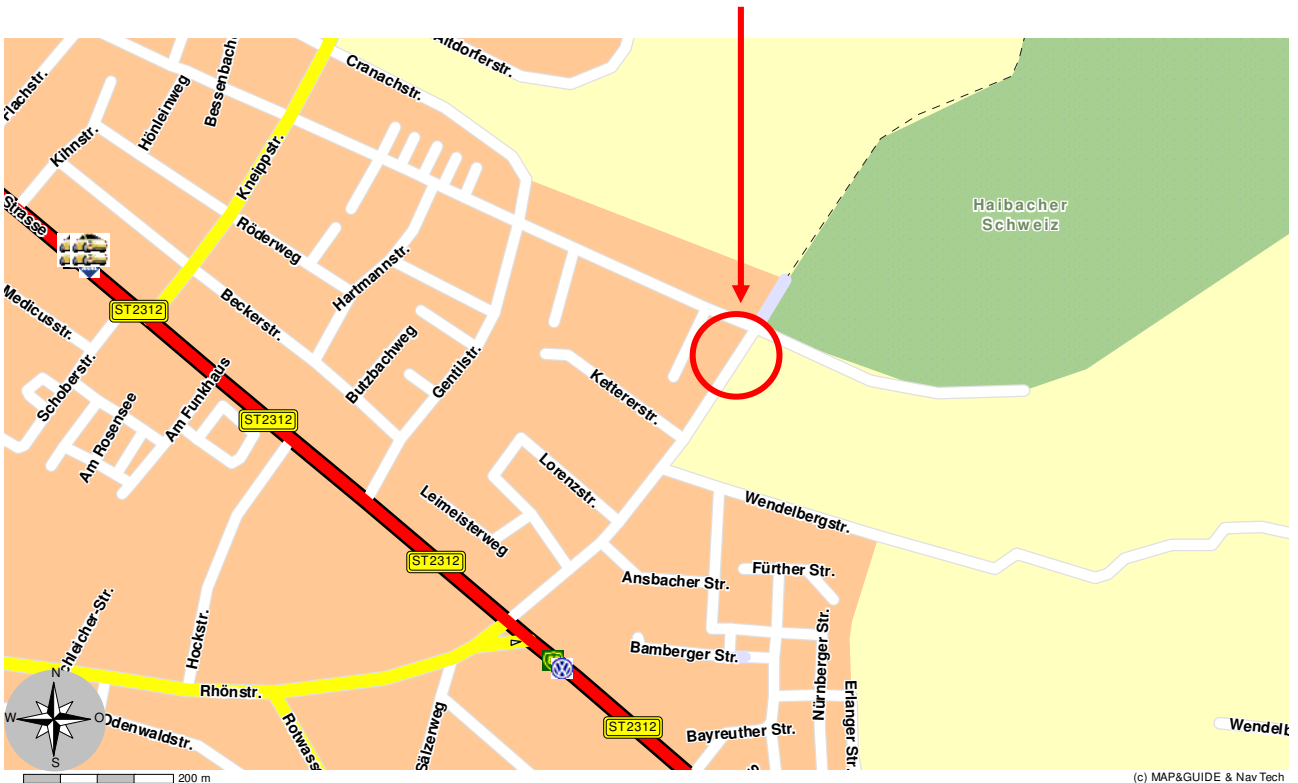 Altdorferstr.
Cranachstr.
Flachstr.
Hönleinweg
Bessenbach
Kihnstr.
Kneippstr.
Haibacher
Schweiz
Strasse
Röderweg
Hartmannstr.
Medicusstr.
ST2312
Beckerstr.
Butzbachweg
Gentilstr.
Schoberstr.
Am Funkhaus
Kettererstr.
Am Rosensee
ST2312
Lorenzstr.
Leimeisterweg
Wendelbergstr.
ST2312
Ansbacher Str.
Fürther Str.
chleicher-Str.
Hockstr.
Bamberger Str.
Nürnberger Str.
Rhönstr.
Erlanger Str.
N
W
O
S
Odenwaldstr.
Rotwass
Sälzerweg
ST2312
Bayreuther Str.
Wendelb
200 m
(c) MAP&GUIDE & Nav Tech